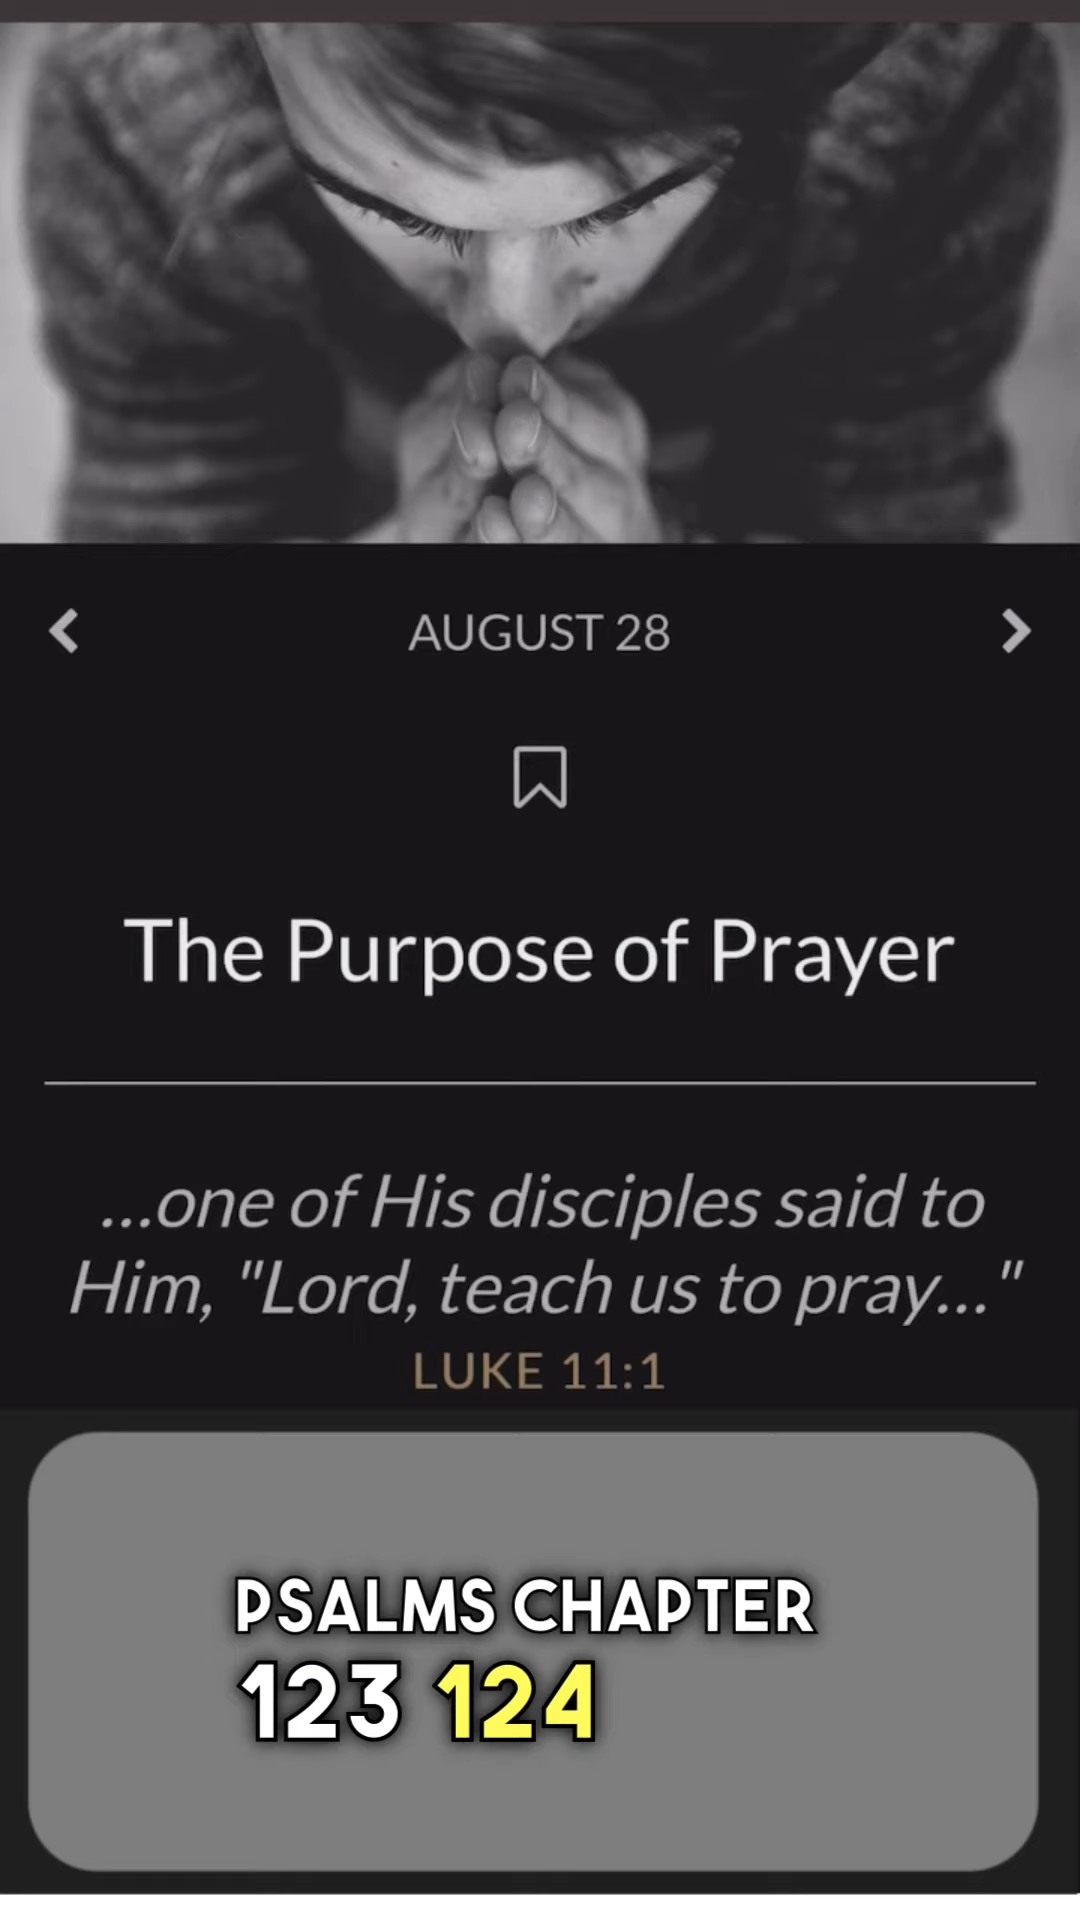 AUGUST 28
The Purpose of Prayer
...one of His disciples said to
Him, "Lord, teach us to pray..."
LUKE 11:1
PSALMS CHAPTER
123 124